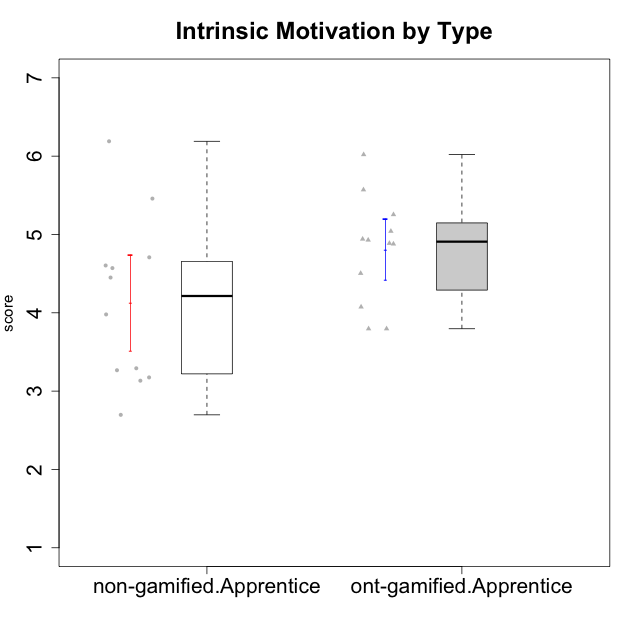 Intrinsic Motivation by Type
7
6
5
4
3
2
1
score
non-gamified.Apprentice
ont-gamified.Apprentice